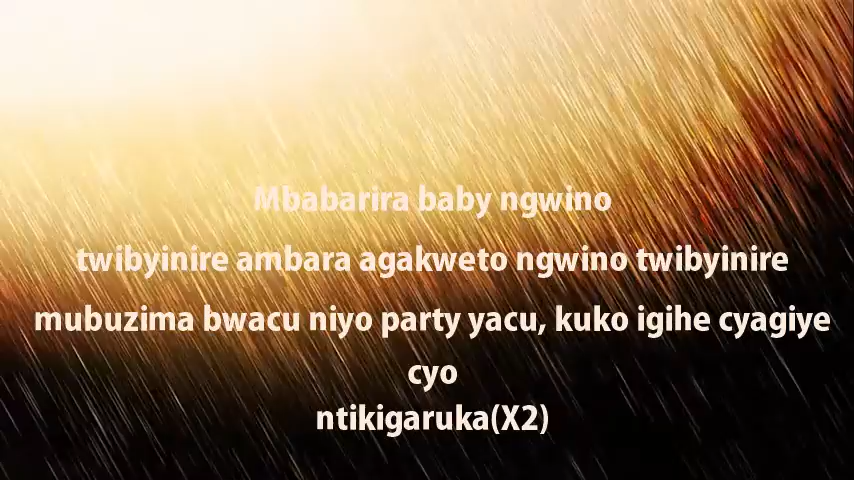 Mbabarira baby ngwino
twibyinire ambara agakweto ngwino twibyinire
mubuzima bwacu niyo party yacu, kuko igihe cyagiye
cyo
ntikigaruka(X2)